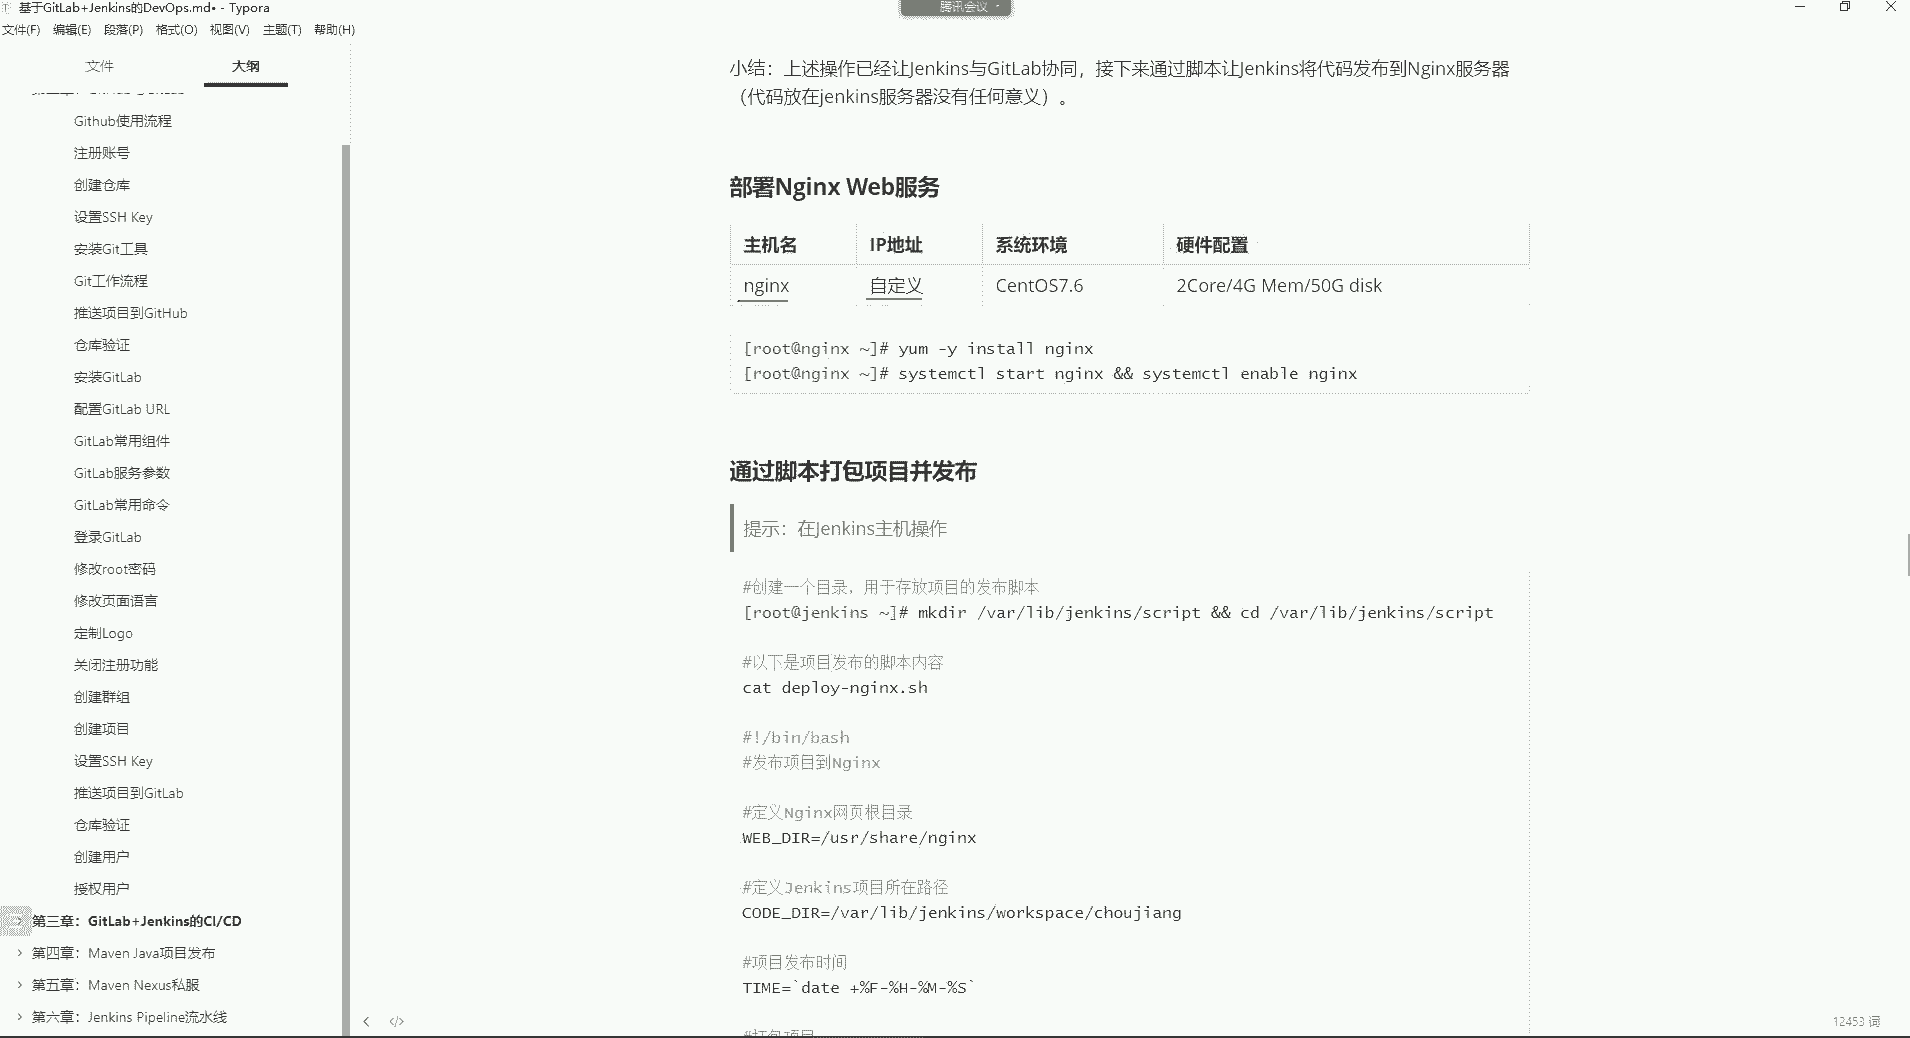 基于GitLab+Jenkins的DevOps.md• - Typora
腾讯会议
文件(F) 编辑(E) 段落(P) 格式(O) 视图(V) 主题(T) 帮助(H)
文件 大纲
Github使用流程
注册账号
创建仓库
设置SSH Key
安装Git工具
Git工作流程
推送项目到GitHub
仓库验证
安装GitLab
配置GitLab URL
GitLab常用组件
GitLab服务参数
GitLab常用命令
登录GitLab
修改root密码
修改页面语言
定制Logo
关闭注册功能
创建群组
创建项目
设置SSH Key
推送项目到GitLab
仓库验证
创建用户
授权用户
第三章：GitLab+Jenkins的CI/CD
第四章：Maven Java项目发布
第五章：Maven Nexus私服
第六章：Jenkins Pipeline流水线
小结：上述操作已经让Jenkins与GitLab协同，接下来通过脚本让Jenkins将代码发布到Nginx服务器
（代码放在jenkins服务器没有任何意义）。
部署Nginx Web服务
主机名 IP地址 系统环境 硬件配置
nginx 自定义 CentOS7.6 2Core/4G Mem/50G disk
[root@nginx ~]# yum -y install nginx
[root@nginx ~]# systemctl start nginx && systemctl enable nginx
通过脚本打包项目并发布
提示：在Jenkins主机操作
#创建一个目录，用于存放项目的发布脚本
[root@jenkins ~]# mkdir /var/lib/jenkins/script && cd /var/lib/jenkins/script
#以下是项目发布的脚本内容
cat deploy-nginx.sh
#!/bin/bash
#发布项目到Nginx
#定义Nginx网页根目录
WEB_DIR=/usr/share/nginx
#定义Jenkins项目所在路径
CODE_DIR=/var/lib/jenkins/workspace/choujiang
#项目发布时间
TIME=`date +%F-%H-%M-%S`
#打包项目
12453 词